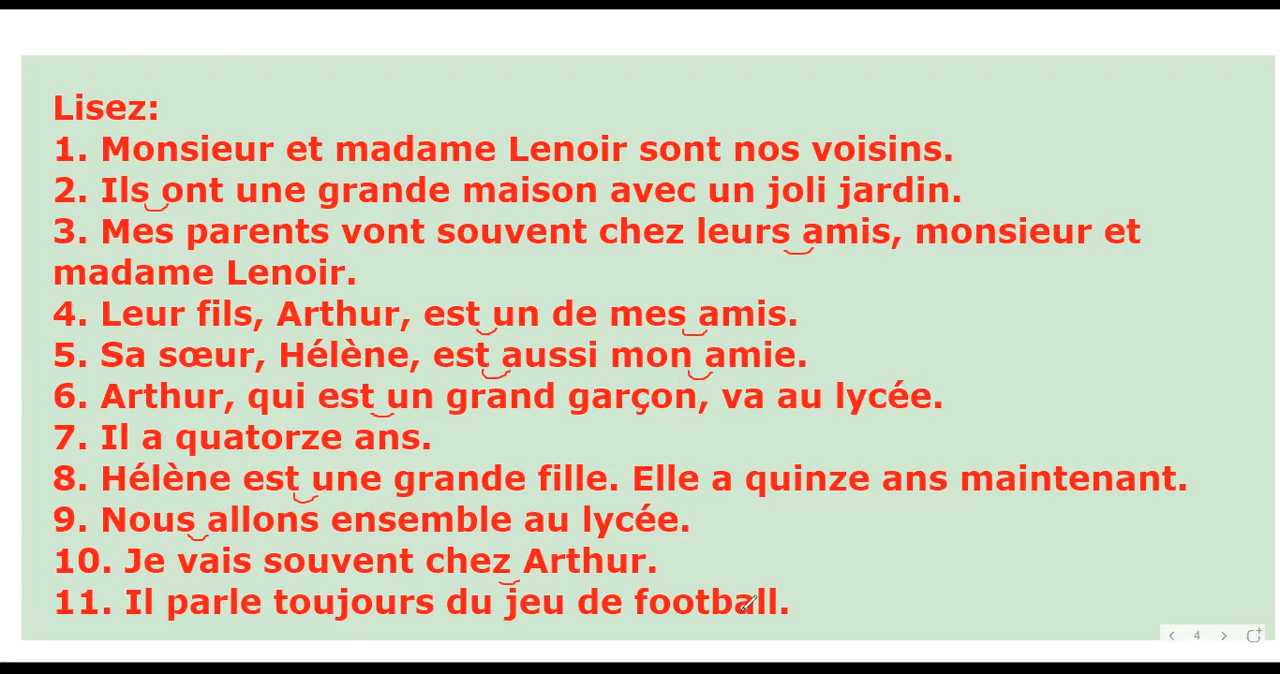 Lisez:
1. Monsieur et madame Lenoir sont nos voisins.
2. Ils ont une grande maison avec un joli jardin.
3. Mes parents vont souvent chez leurs amis, monsieur et
madame Lenoir.
4. Leur fils, Arthur, est un de mes amis.
5. Sa sœur, Hélène, est aussi mon amie.
6. Arthur, qui est un grand garçon, va au lycée.
7. Il a quatorze ans.
8. Hélène est une grande fille. Elle a quinze ans maintenant.
9. Nous allons ensemble au lycée.
10. Je vais souvent chez Arthur.
11. Il parle toujours du jeu de football.
4